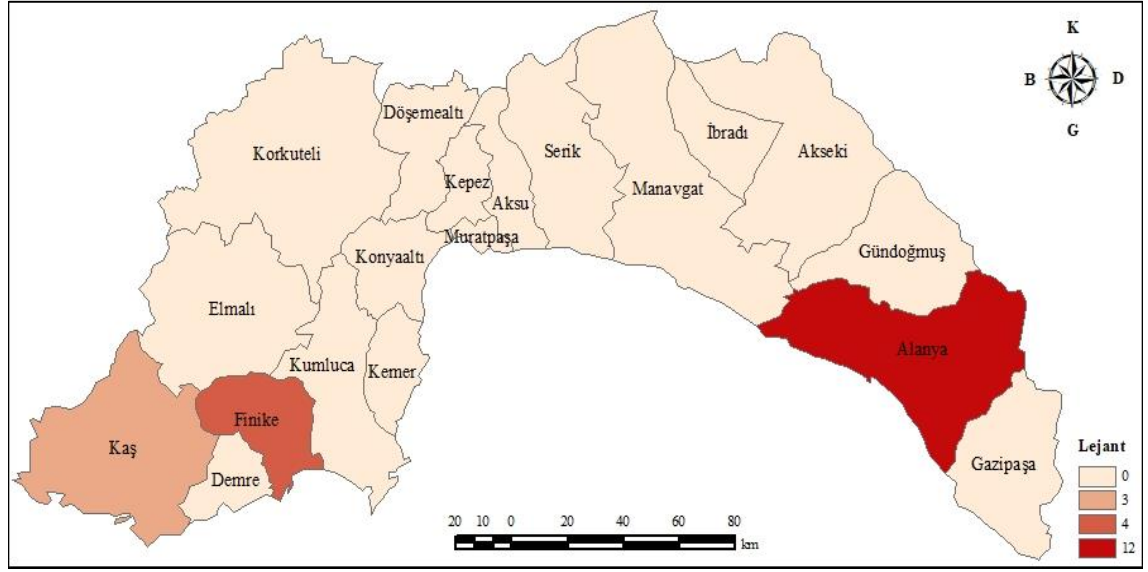 K
B
D
G
Döşemealtı
Korkuteli
Serik
İbradı
Akseki
Kepez
Manavgat
Aksu
Muratpaşa
Konyaaltı
Gündoğmuş
Elmalı
Alanya
Kumluca
Kemer
Finike
Kaş
Demre
Gazipaşa
Lejant
0
3
4
12
20 10 0 20 40 60 80
km